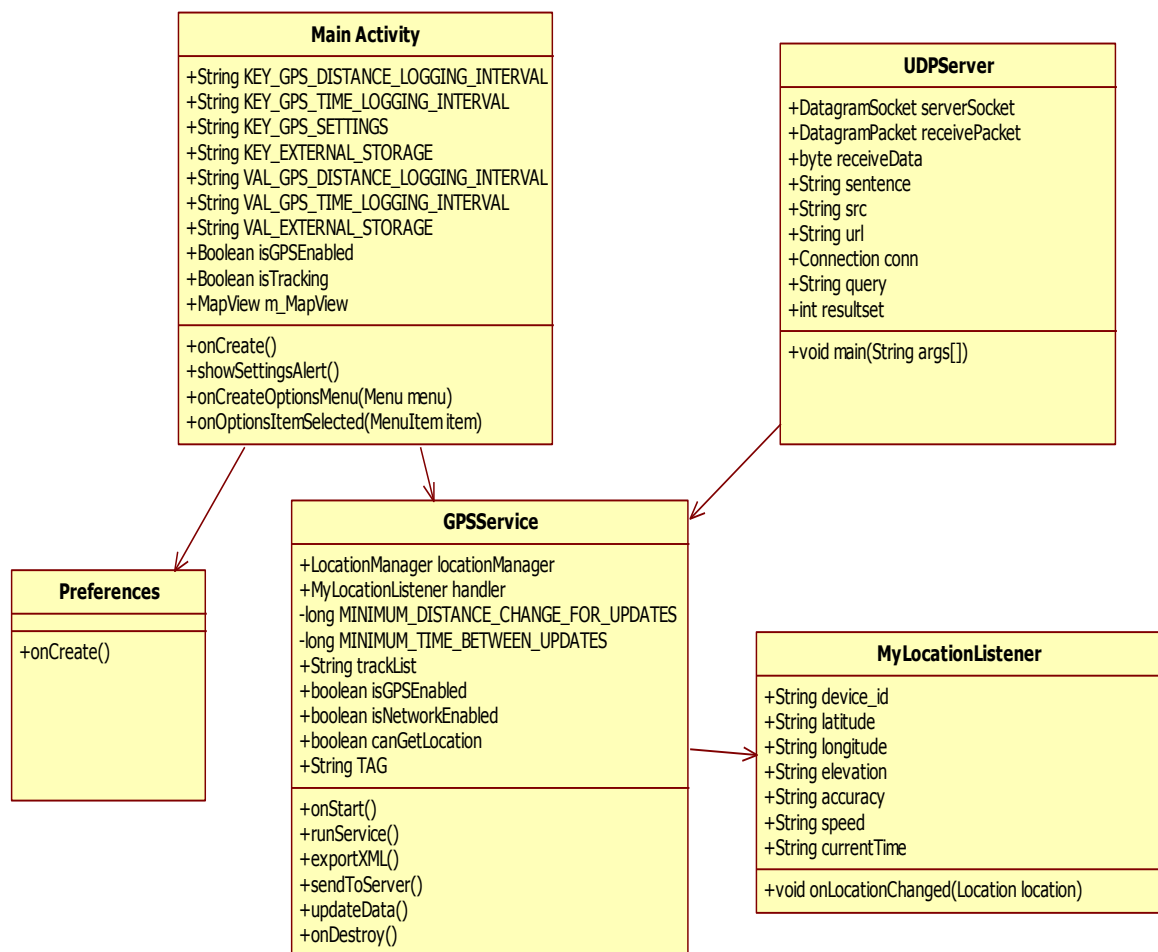 Main Activity
+String KEY_GPS_DISTANCE_LOGGING_INTERVAL
+String KEY_GPS_TIME_LOGGING_INTERVAL
+String KEY_GPS_SETTINGS
+String KEY_EXTERNAL_STORAGE
+String VAL_GPS_DISTANCE_LOGGING_INTERVAL
+String VAL_GPS_TIME_LOGGING_INTERVAL
+String VAL_EXTERNAL_STORAGE
+Boolean isGPSEnabled
+Boolean isTracking
+MapView m_MapView
+onCreate()
+showSettingsAlert()
+onCreateOptionsMenu(Menu menu)
+onOptionsItemSelected(MenuItem item)
UDPServer
+DatagramSocket serverSocket
+DatagramPacket receivePacket
+byte receiveData
+String sentence
+String src
+String url
+Connection conn
+String query
+int resultset
+void main(String args[])
Preferences
+onCreate()
GPSService
+LocationManager locationManager
+MyLocationListener handler
-long MINIMUM_DISTANCE_CHANGE_FOR_UPDATES
-long MINIMUM_TIME_BETWEEN_UPDATES
+String trackList
+boolean isGPSEnabled
+boolean isNetworkEnabled
+boolean canGetLocation
+String TAG
+onStart()
+runService()
+exportXML()
+sendToServer()
+updateData()
+onDestroy()
MyLocationListener
+String device_id
+String latitude
+String longitude
+String elevation
+String accuracy
+String speed
+String currentTime
+void onLocationChanged(Location location)